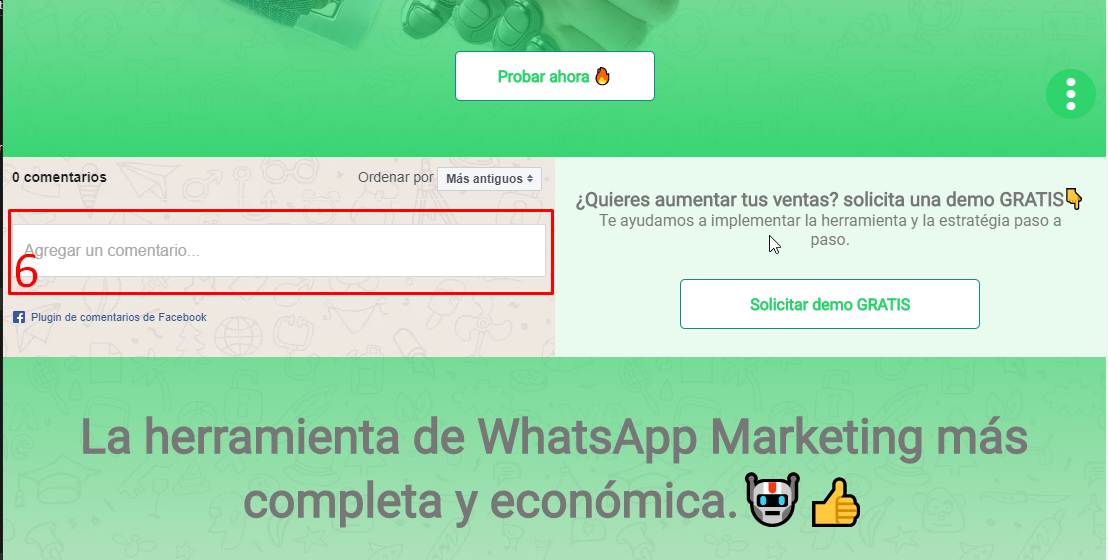 Probar ahora 🔥
0 comentarios
Ordenar por Más antiguos
Agregar un comentario...
6
Plugin de comentarios de Facebook
¿Quieres aumentar tus ventas? solicita una demo GRATIS👇
Te ayudamos a implementar la herramienta y la estratégia paso a
paso.
Solicitar demo GRATIS
La herramienta de WhatsApp Marketing más
completa y económica.🤖👍